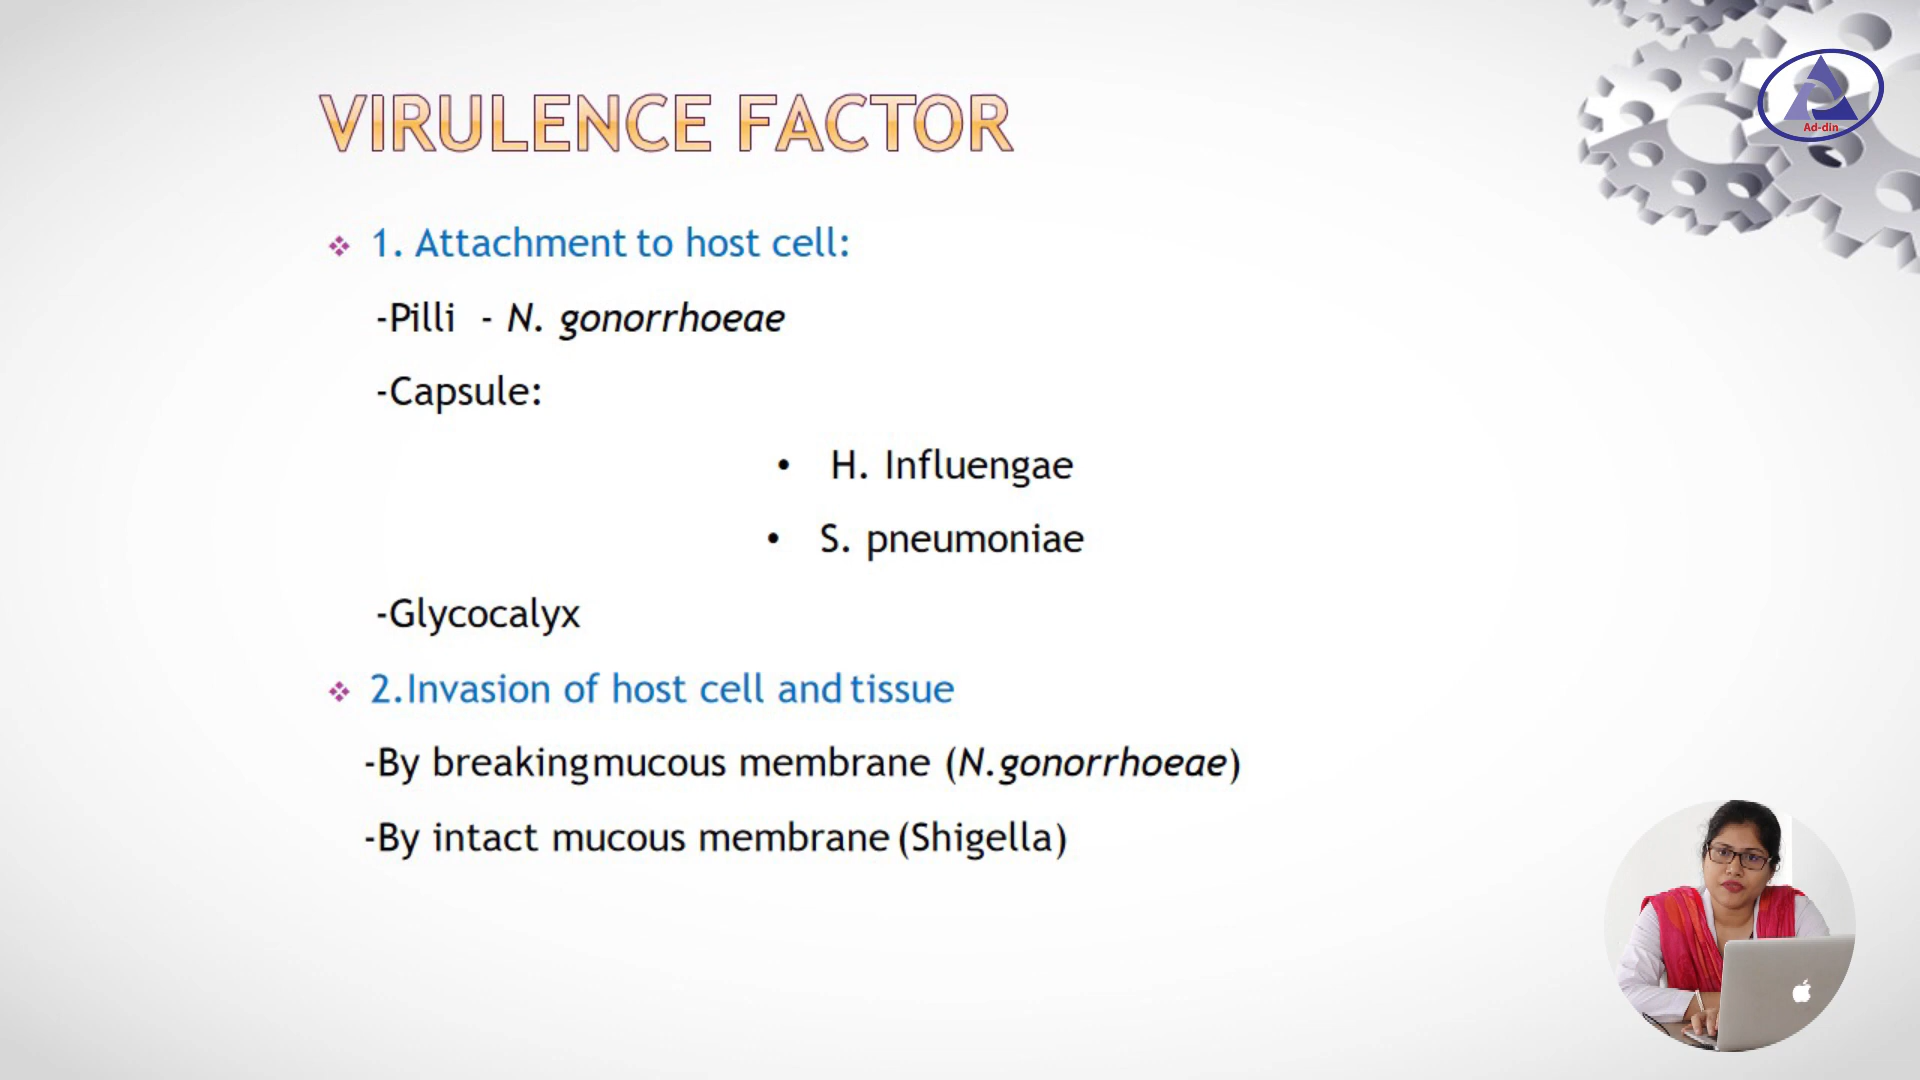 VIRULENCE FACTOR
Ad-din
❖ 1. Attachment to host cell:
-Pilli - N. gonorrhoeae
-Capsule:
• H. Influengae
• S. pneumoniae
-Glycocalyx
❖ 2.Invasion of host cell and tissue
-By breaking mucous membrane (N.gonorrhoeae)
-By intact mucous membrane (Shigella)